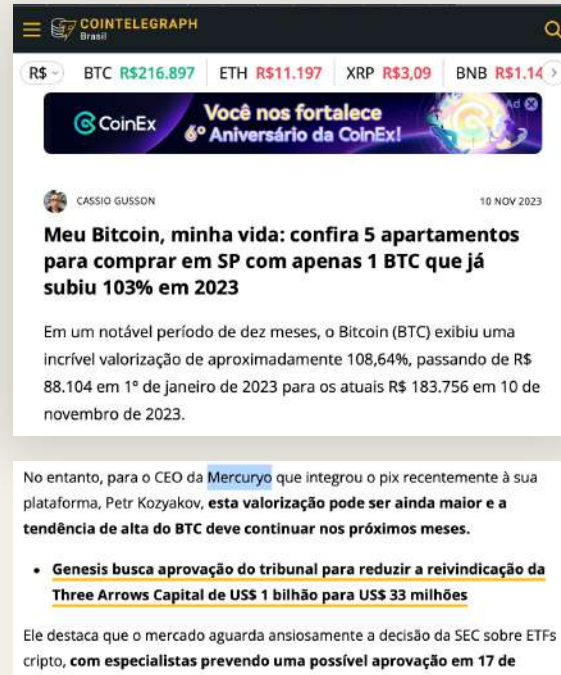 COINTELEGRAPH
Brasil
R$ BTC R$216.897 ETH R$11.197 XRP R$3,09 BNB R$1.14
CoinEx
Você nos fortalece
6º Aniversário da CoinEx!
Ad
CASSIO GUSSON 10 NOV 2023
Meu Bitcoin, minha vida: confira 5 apartamentos
para comprar em SP com apenas 1 BTC que já
subiu 103% em 2023
Em um notável período de dez meses, o Bitcoin (BTC) exibiu uma
incrível valorização de aproximadamente 108,64%, passando de R$
88.104 em 1º de janeiro de 2023 para os atuais R$ 183.756 em 10 de
novembro de 2023.
No entanto, para o CEO da Mercuryo que integrou o pix recentemente à sua
plataforma, Petr Kozyakov, esta valorização pode ser ainda maior e a
tendência de alta do BTC deve continuar nos próximos meses.
• Genesis busca aprovação do tribunal para reduzir a reivindicação da
Three Arrows Capital de US$ 1 bilhão para US$ 33 milhões
Ele destaca que o mercado aguarda ansiosamente a decisão da SEC sobre ETFs
cripto, com especialistas prevendo uma possível aprovação em 17 de